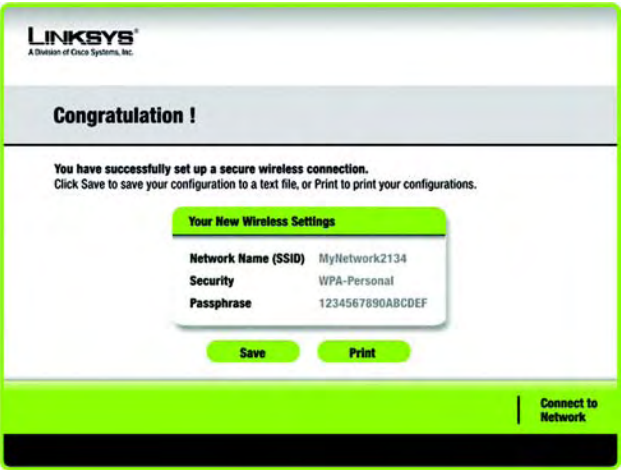 LINKSYS®
A Division of Cisco Systems, Inc.
Congratulation !
You have successfully set up a secure wireless connection.
Click Save to save your configuration to a text file, or Print to print your configurations.
Your New Wireless Settings
Network Name (SSID) MyNetwork2134
Security WPA-Personal
Passphrase 1234567890ABCDEF
Save Print
Connect to
Network